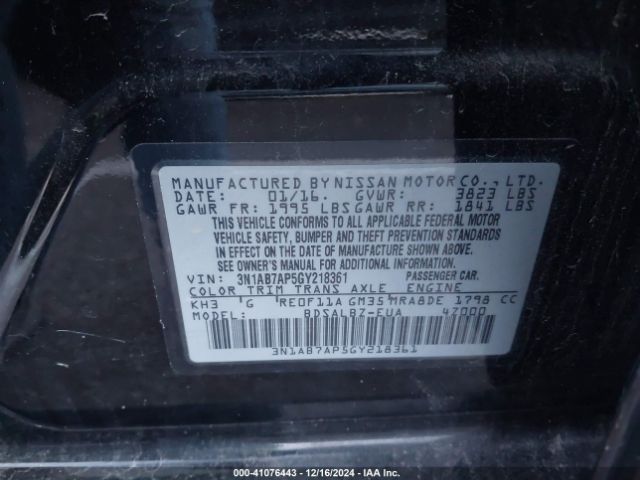 MANUFACTURED BY NISSAN MOTOR CO., LTD.
DATE: 01/16. GVWR: 3823 LBS
GAWR FR: 1995 LBS GAWR RR: 1841 LBS
THIS VEHICLE CONFORMS TO ALL APPLICABLE FEDERAL MOTOR
VEHICLE SAFETY, BUMPER AND THEFT PREVENTION STANDARDS
IN EFFECT ON THE DATE OF MANUFACTURE SHOWN ABOVE.
SEE OWNER'S MANUAL FOR ADDITIONAL INFORMATION.
VIN: 3N1AB7AP5GY218361 PASSENGER CAR.
COLOR TRIM TRANS AXLE ENGINE
KH3 G RE0F11A GM35 MRA8DE 1798 CC
MODEL: BDSALBZ-EUA 4Z000
3N1AB7AP5GY218361
000-41076443 - 12/16/2024 - IAA Inc.